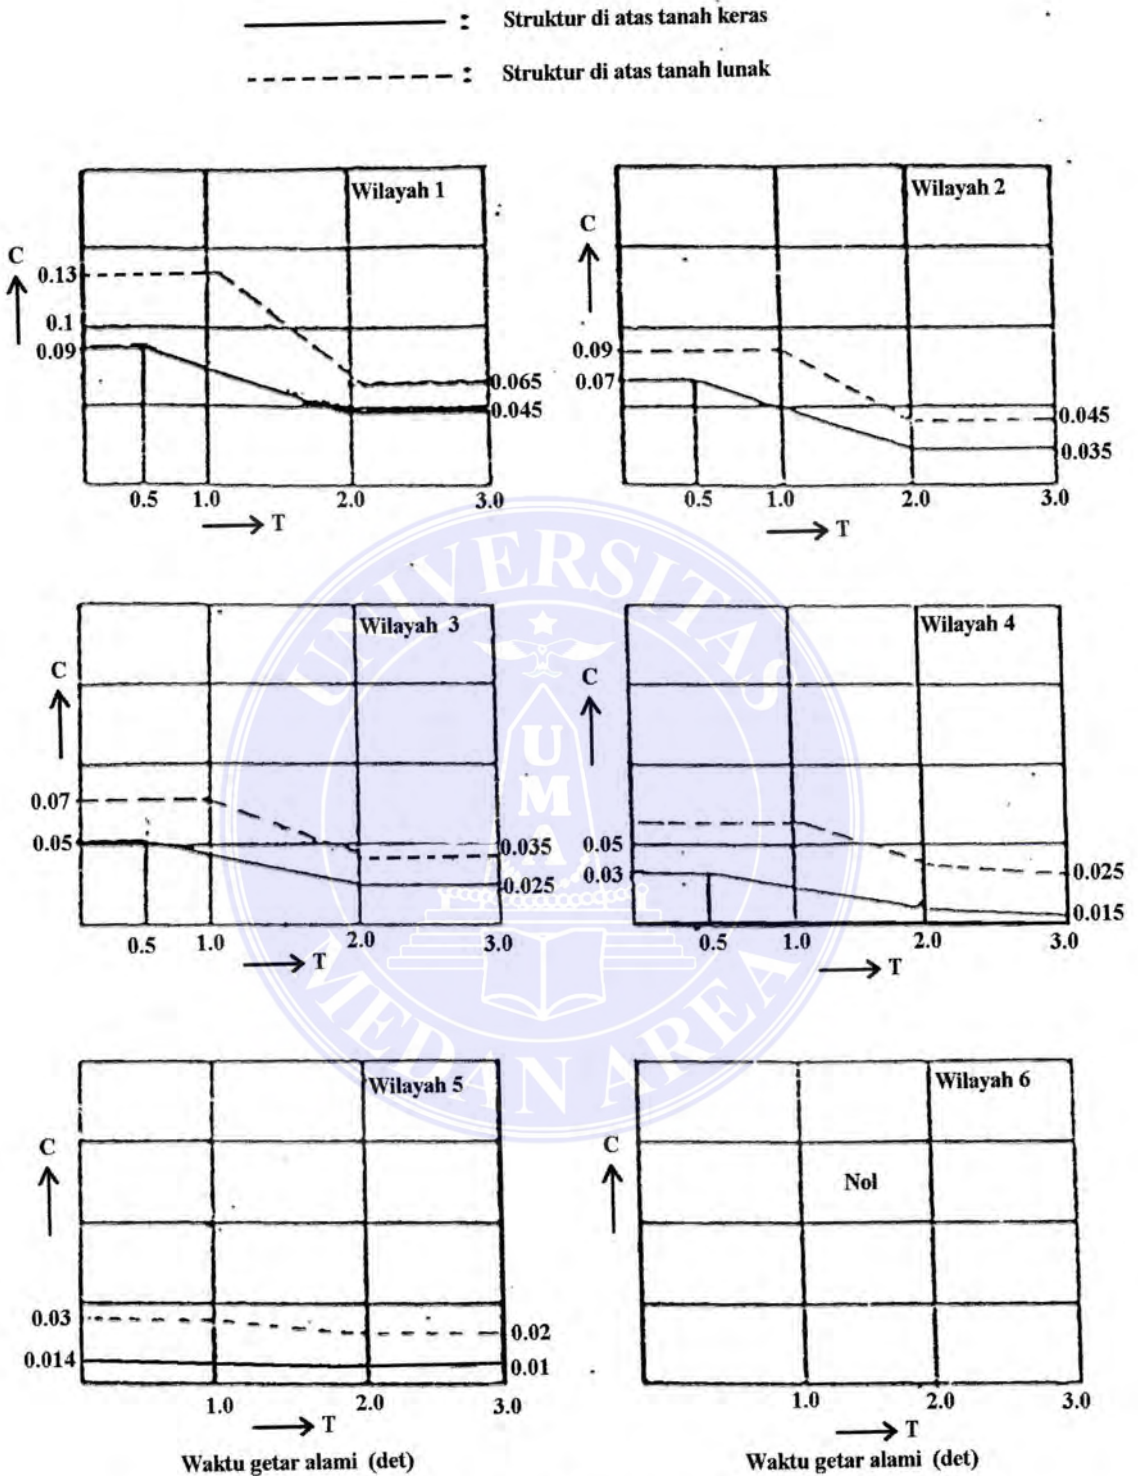 : Struktur di atas tanah keras
: Struktur di atas tanah lunak
Wilayah 1
C
0.13
0.1
0.09
0.065
0.045
0.5 1.0 2.0 3.0
T
Wilayah 2
C
0.09
0.07
0.045
0.035
0.5 1.0 2.0 3.0
T
Wilayah 3
C
0.07
0.05
0.035
0.025
0.5 1.0 2.0 3.0
T
Wilayah 4
C
0.05
0.03
0.025
0.015
0.5 1.0 2.0 3.0
T
Wilayah 5
C
0.03
0.014
0.02
0.01
1.0 2.0 3.0
T
Waktu getar alami (det)
Wilayah 6
C
Nol
1.0 2.0 3.0
T
Waktu getar alami (det)
UNIVERSITAS
UMA
MEDAN AREA